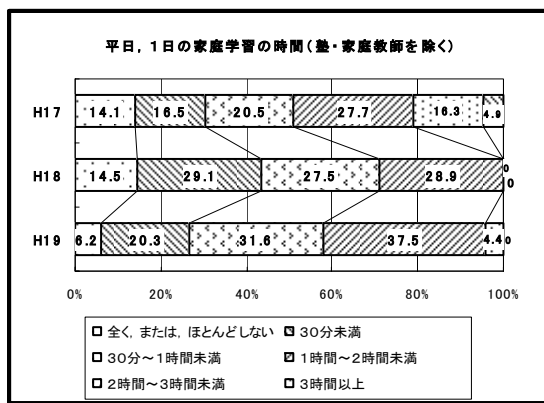 平日，1日の家庭学習の時間（塾・家庭教師を除く）
H17 14.1 16.5 20.5 27.7 16.3 4.9
H18 14.5 29.1 27.5 28.9 0 0
H19 6.2 20.3 31.6 37.5 4.4 0
0% 20% 40% 60% 80% 100%
全く，または，ほとんどしない 30分未満
30分～1時間未満 1時間～2時間未満
2時間～3時間未満 3時間以上